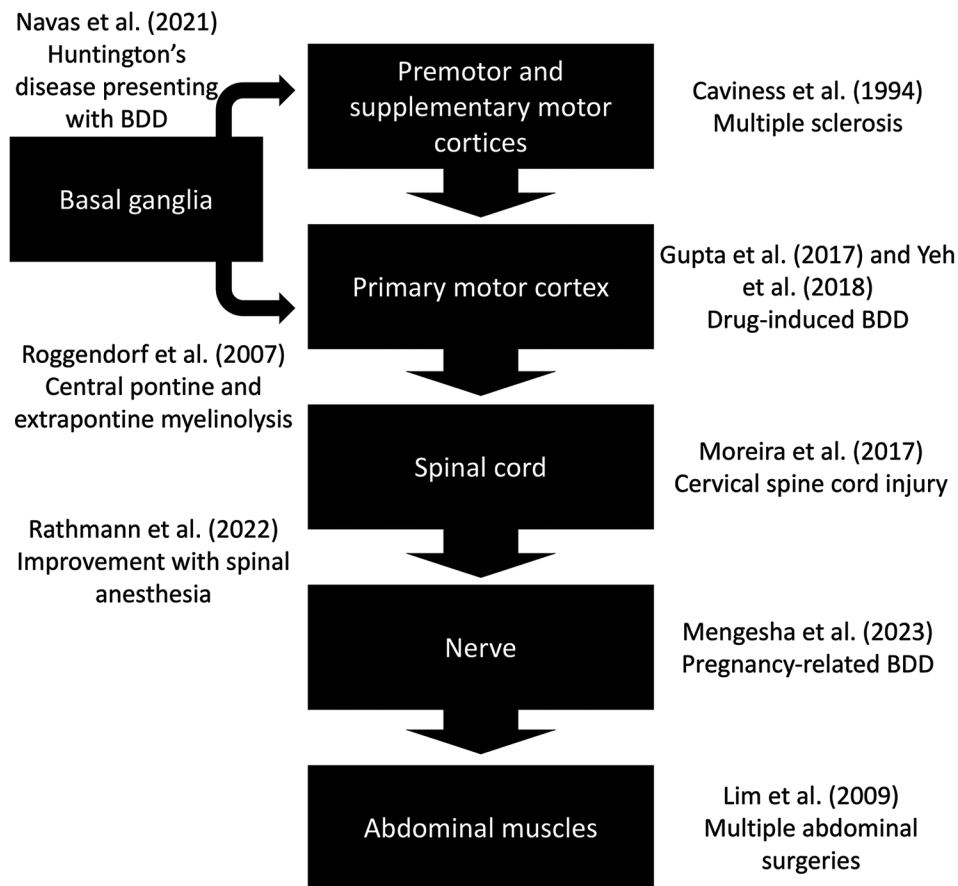 Navas et al. (2021)
Huntington’s
disease presenting
with BDD
Basal ganglia
Roggendorf et al. (2007)
Central pontine and
extrapontine myelinolysis
Rathmann et al. (2022)
Improvement with spinal
anesthesia
Premotor and
supplementary motor
cortices
Caviness et al. (1994)
Multiple sclerosis
Primary motor cortex
Gupta et al. (2017) and Yeh
et al. (2018)
Drug-induced BDD
Spinal cord
Moreira et al. (2017)
Cervical spine cord injury
Nerve
Mengesha et al. (2023)
Pregnancy-related BDD
Abdominal muscles
Lim et al. (2009)
Multiple abdominal
surgeries